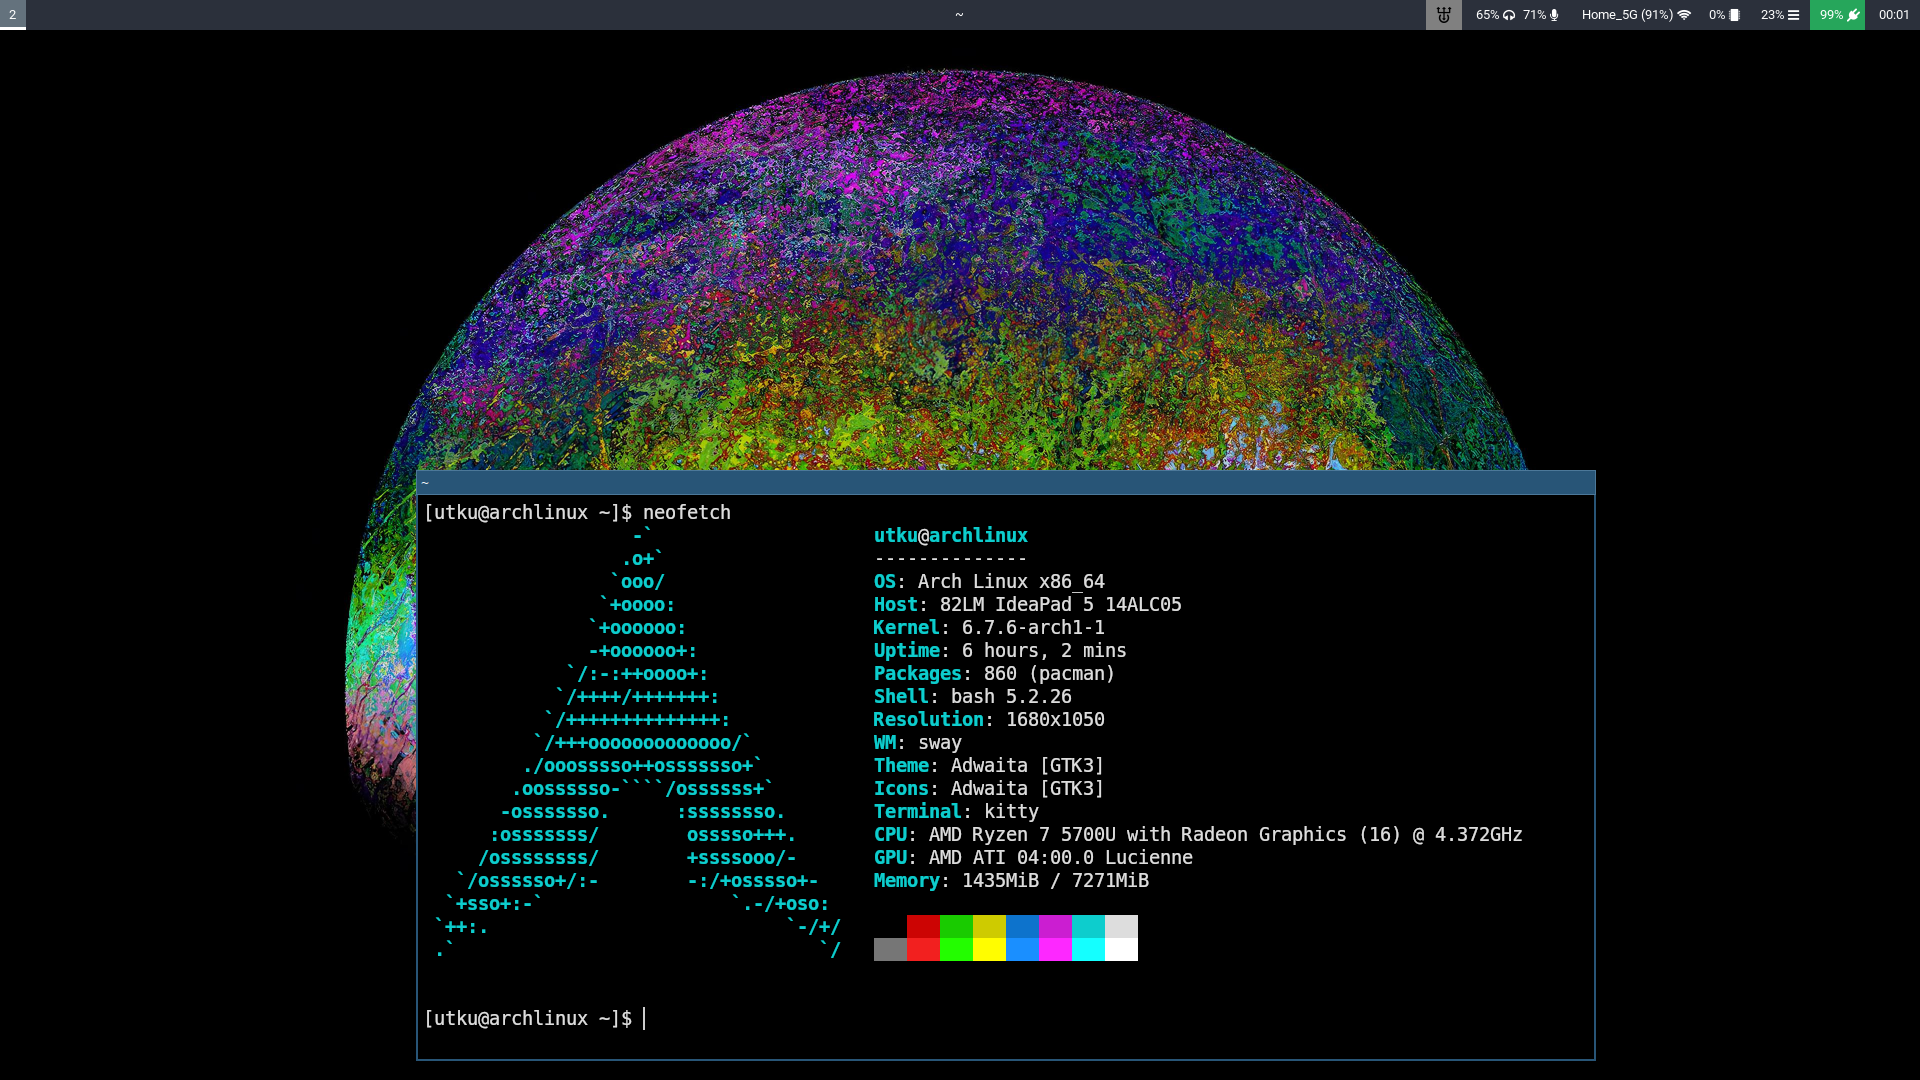 2
~
65% 71% Home_5G (91%) 0% 23% 99% 00:01
~
[utku@archlinux ~]$ neofetch
-`
.o+`
`ooo/
`+oooo:
`+oooooo:
-+oooooo+:
`/:-:++oooo+:
`/++++/+++++++:
`/++++++++++++++:
`/+++ooooooooooooo/`
./ooosssso++osssssso+`
.oossssso-````/ossssss+`
-osssssso. :ssssssso.
:osssssss/ osssso+++.
/ossssssss/ +ssssooo/-
`/ossssso+/:- -:/+osssso+-
`+sso+:-` `.-/+oso:
`++:. `-/+/
.` `/
utku@archlinux
--------------
OS: Arch Linux x86_64
Host: 82LM IdeaPad 5 14ALC05
Kernel: 6.7.6-arch1-1
Uptime: 6 hours, 2 mins
Packages: 860 (pacman)
Shell: bash 5.2.26
Resolution: 1680x1050
WM: sway
Theme: Adwaita [GTK3]
Icons: Adwaita [GTK3]
Terminal: kitty
CPU: AMD Ryzen 7 5700U with Radeon Graphics (16) @ 4.372GHz
GPU: AMD ATI 04:00.0 Lucienne
Memory: 1435MiB / 7271MiB
[utku@archlinux ~]$